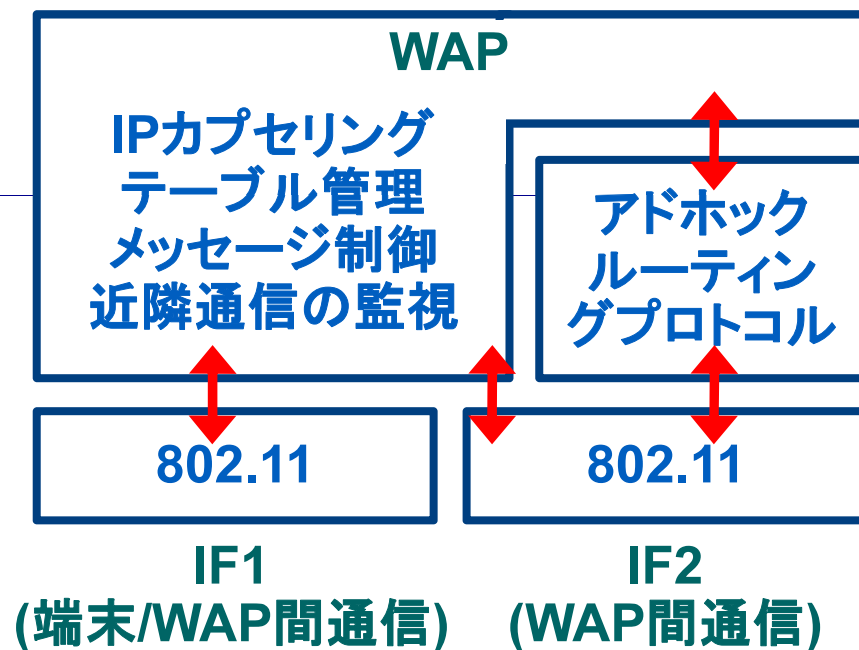 WAP
IPカプセリング
テーブル管理
メッセージ制御
近隣通信の監視
アドホック
ルーティン
グプロトコル
802.11
802.11
IF1
(端末/WAP間通信)
IF2
(WAP間通信)